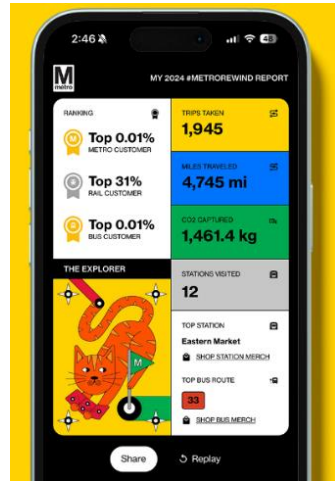 2:46
48
M
metro
MY 2024 #METROREWIND REPORT
RANKING
M
Top 0.01%
METRO CUSTOMER
Top 31%
RAIL CUSTOMER
Top 0.01%
BUS CUSTOMER
THE EXPLORER
M
TRIPS TAKEN
1,945
MILES TRAVELED
4,745 mi
CO2 CAPTURED
1,461.4 kg
STATIONS VISITED
12
TOP STATION
Eastern Market
SHOP STATION MERCH
TOP BUS ROUTE
33
SHOP BUS MERCH
Share
Replay